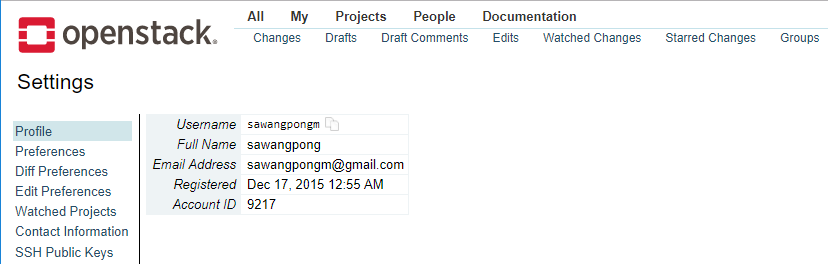 openstack.
All My Projects People Documentation
Changes Drafts Draft Comments Edits Watched Changes Starred Changes Groups
Settings
Profile
Preferences
Diff Preferences
Edit Preferences
Watched Projects
Contact Information
SSH Public Keys
Username sawangpongm
Full Name sawangpong
Email Address sawangpongm@gmail.com
Registered Dec 17, 2015 12:55 AM
Account ID 9217